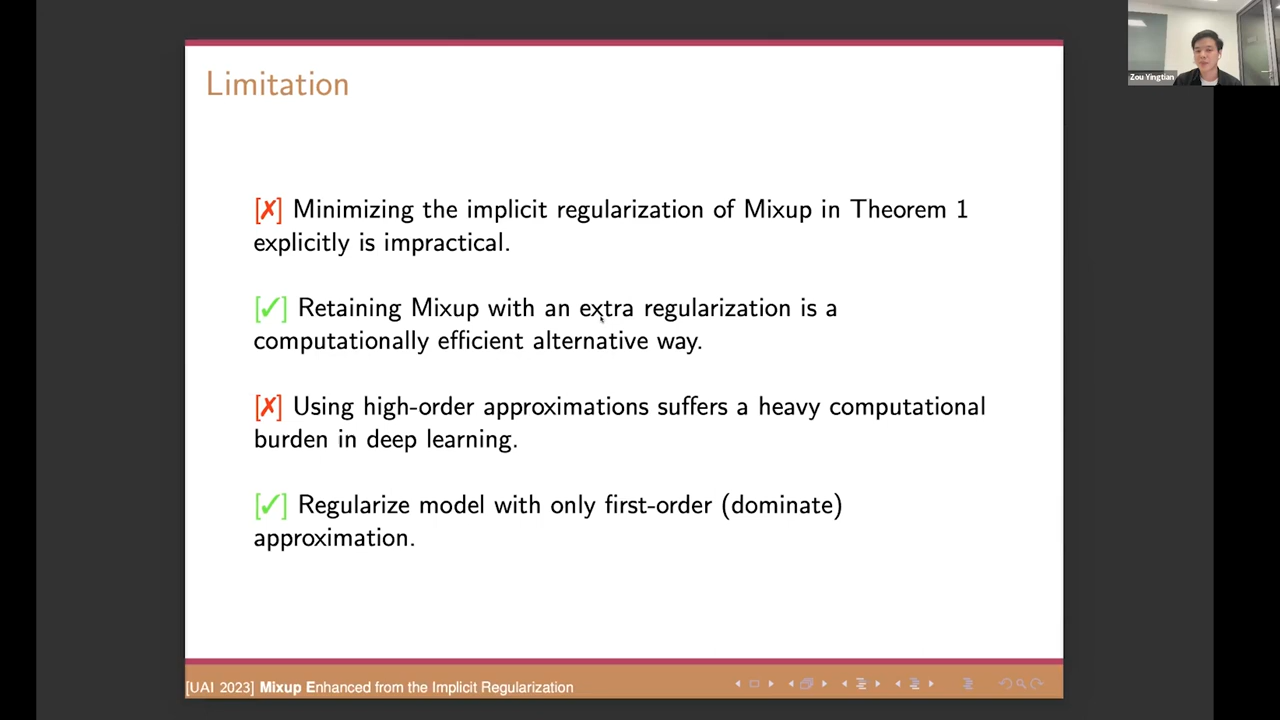 Zou Yingtian
Limitation
[✗] Minimizing the implicit regularization of Mixup in Theorem 1
explicitly is impractical.
[✓] Retaining Mixup with an extra regularization is a
computationally efficient alternative way.
[✗] Using high-order approximations suffers a heavy computational
burden in deep learning.
[✓] Regularize model with only first-order (dominate)
approximation.
[UAI 2023] Mixup Enhanced from the Implicit Regularization